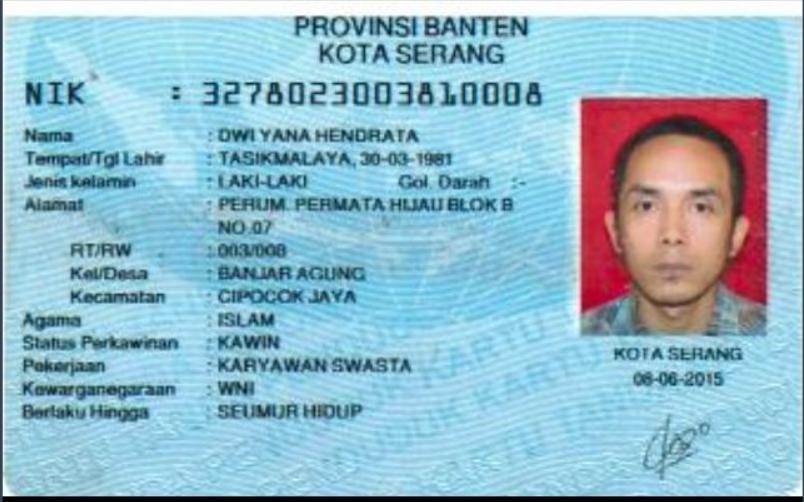 PROVINSI BANTEN
KOTA SERANG
NIK : 3278023003810008
Nama : DWI YANA HENDRATA
Tempat/Tgl Lahir : TASIKMALAYA, 30-03-1981
Jenis kelamin : LAKI-LAKI Gol. Darah :-
Alamat : PERUM. PERMATA HIJAU BLOK B
NO.07
RT/RW : 003/008
Kel/Desa : BANJAR AGUNG
Kecamatan : CIPOCOK JAYA
Agama : ISLAM
Status Perkawinan : KAWIN
Pekerjaan : KARYAWAN SWASTA
Kewarganegaraan : WNI
Berlaku Hingga : SEUMUR HIDUP
KOTA SERANG
08-06-2015